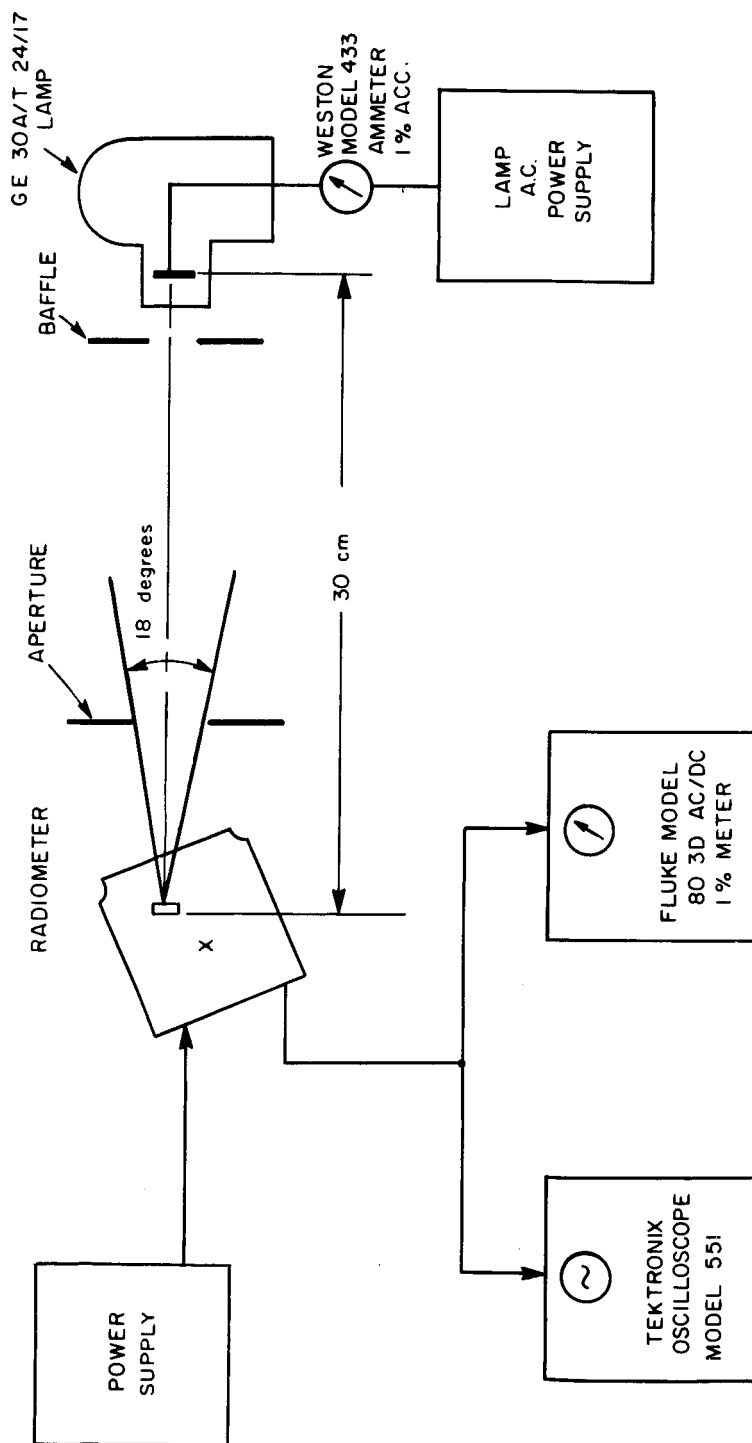 GE 30A/T 24/17
LAMP
BAFFLE
APERTURE
RADIOMETER
18 degrees
30 cm
WESTON
MODEL 433
AMMETER
1% ACC.
LAMP
A.C.
POWER
SUPPLY
POWER
SUPPLY
X
FLUKE MODEL
80 3D AC/DC
1% METER
TEKTRONIX
OSCILLOSCOPE
MODEL 551